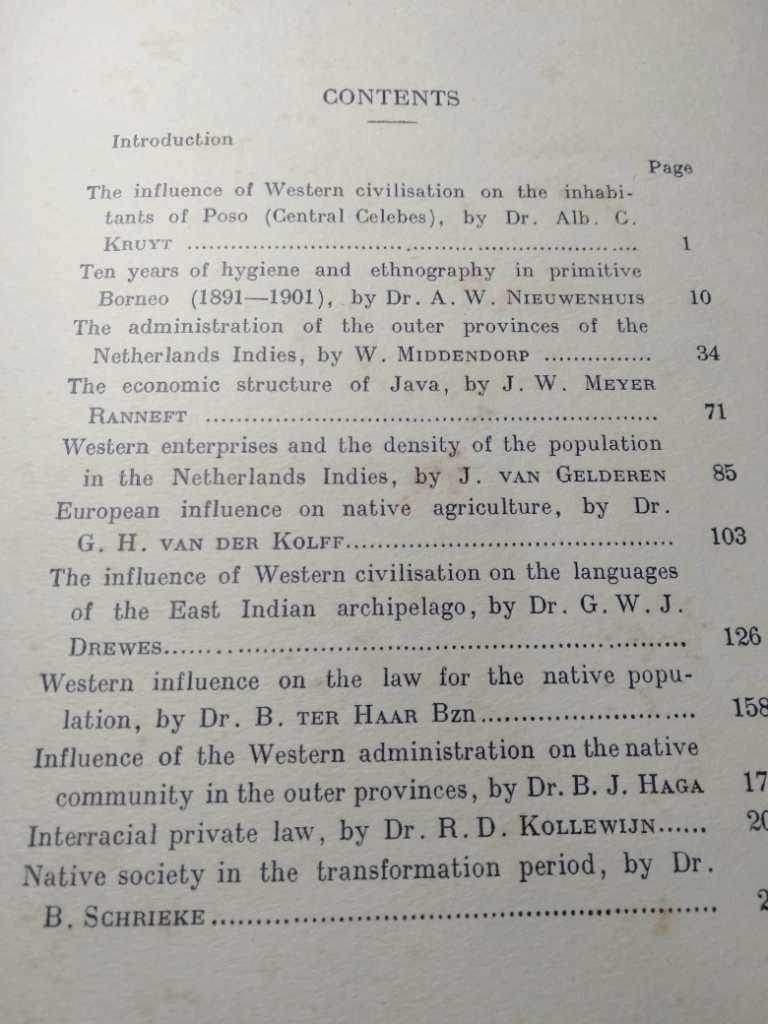 CONTENTS
Introduction
Page
The influence of Western civilisation on the inhabi-
tants of Poso (Central Celebes), by Dr. Alb. C.
KRUYT ........................................................ 1
Ten years of hygiene and ethnography in primitive
Borneo (1891—1901), by Dr. A. W. NIEUWENHUIS 10
The administration of the outer provinces of the
Netherlands Indies, by W. MIDDENDORP ............... 34
The economic structure of Java, by J. W. MEYER
RANNEFT ........................................................ 71
Western enterprises and the density of the population
in the Netherlands Indies, by J. VAN GELDEREN 85
European influence on native agriculture, by Dr.
G. H. VAN DER KOLFF.......................................... 103
The influence of Western civilisation on the languages
of the East Indian archipelago, by Dr. G. W. J.
DREWES................................................................ 126
Western influence on the law for the native popu-
lation, by Dr. B. TER HAAR BZN........................... 158
Influence of the Western administration on the native
community in the outer provinces, by Dr. B. J. HAGA 17
Interracial private law, by Dr. R. D. KOLLEWIJN...... 20
Native society in the transformation period, by Dr.
B. SCHRIEKE............................................................ 2